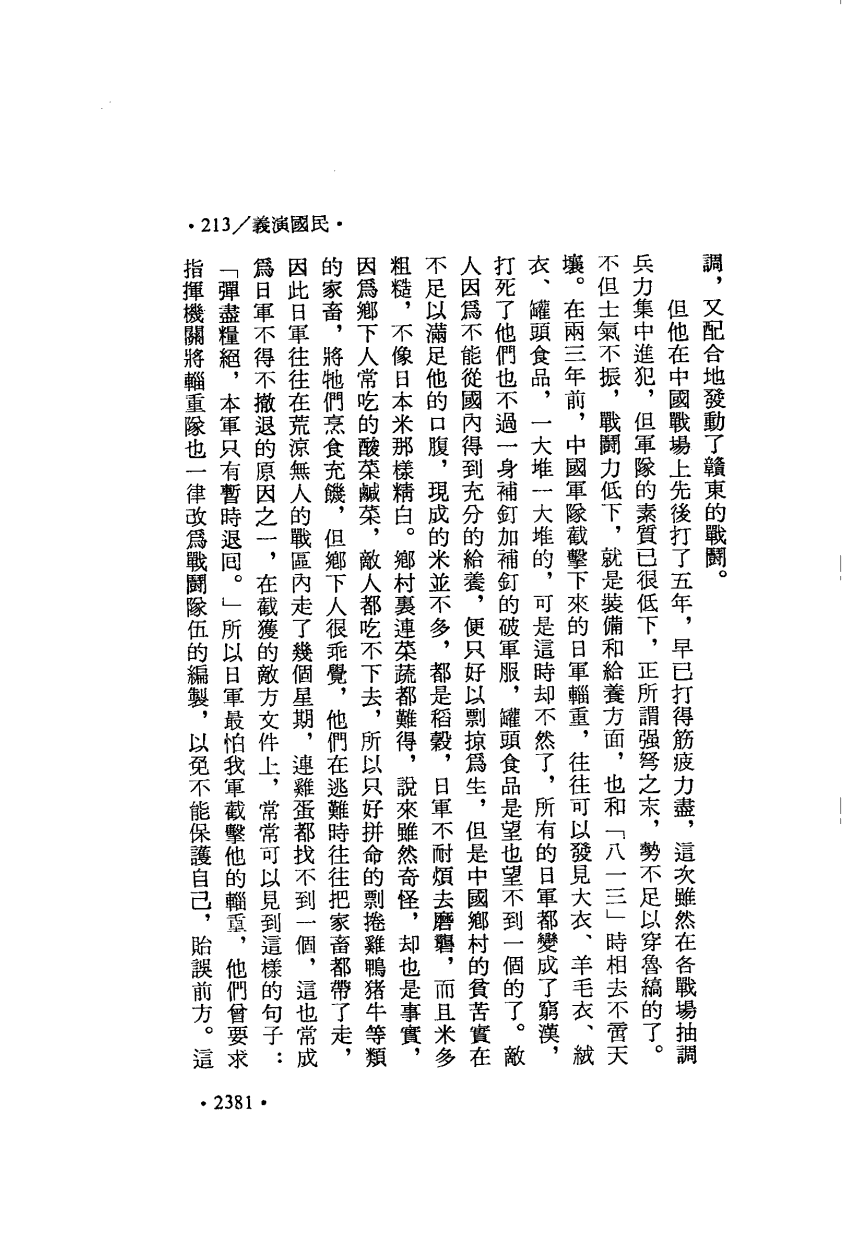 ・213／義演國民・
調，又配合地發動了贛東的戰鬪。
但他在中國戰場上先後打了五年，早已打得筋疲力盡，這次雖然在各戰場抽調
兵力集中進犯，但軍隊的素質已很低下，正所謂强弩之末，勢不足以穿魯縞的了。
不但士氣不振，戰鬪力低下，就是裝備和給養方面，也和「八一三」時相去不啻天
壤。在兩三年前，中國軍隊截擊下來的日軍輜重，往往可以發見大衣、羊毛衣、絨
衣、罐頭食品，一大堆一大堆的，可是這時却不然了，所有的日軍都變成了窮漢，
打死了他們也不過一身補釘加補釘的破軍服，罐頭食品是望也望不到一個的了。敵
人因爲不能從國內得到充分的給養，便只好以剽掠爲生，但是中國鄉村的貧苦實在
不足以滿足他的口腹，現成的米並不多，都是稻穀，日軍不耐煩去磨礱，而且米多
粗糙，不像日本米那樣精白。鄉村裏連菜蔬都難得，說來雖然奇怪，却也是事實，
因爲鄉下人常吃的酸菜鹹菜，敵人都吃不下去，所以只好拼命的剽捲雞鴨猪牛等類
的家畜，將牠們烹食充饑，但鄉下人很乖覺，他們在逃難時往往把家畜都帶了走，
因此日軍往往在荒涼無人的戰區內走了幾個星期，連雞蛋都找不到一個，這也常成
爲日軍不得不撤退的原因之一，在截獲的敵方文件上，常常可以見到這樣的句子：
「彈盡糧絕，本軍只有暫時退囘。」所以日軍最怕我軍截擊他的輜重，他們曾要求
指揮機關將輜重隊也一律改爲戰鬪隊伍的編製，以免不能保護自己，貽誤前方。這
・2381・